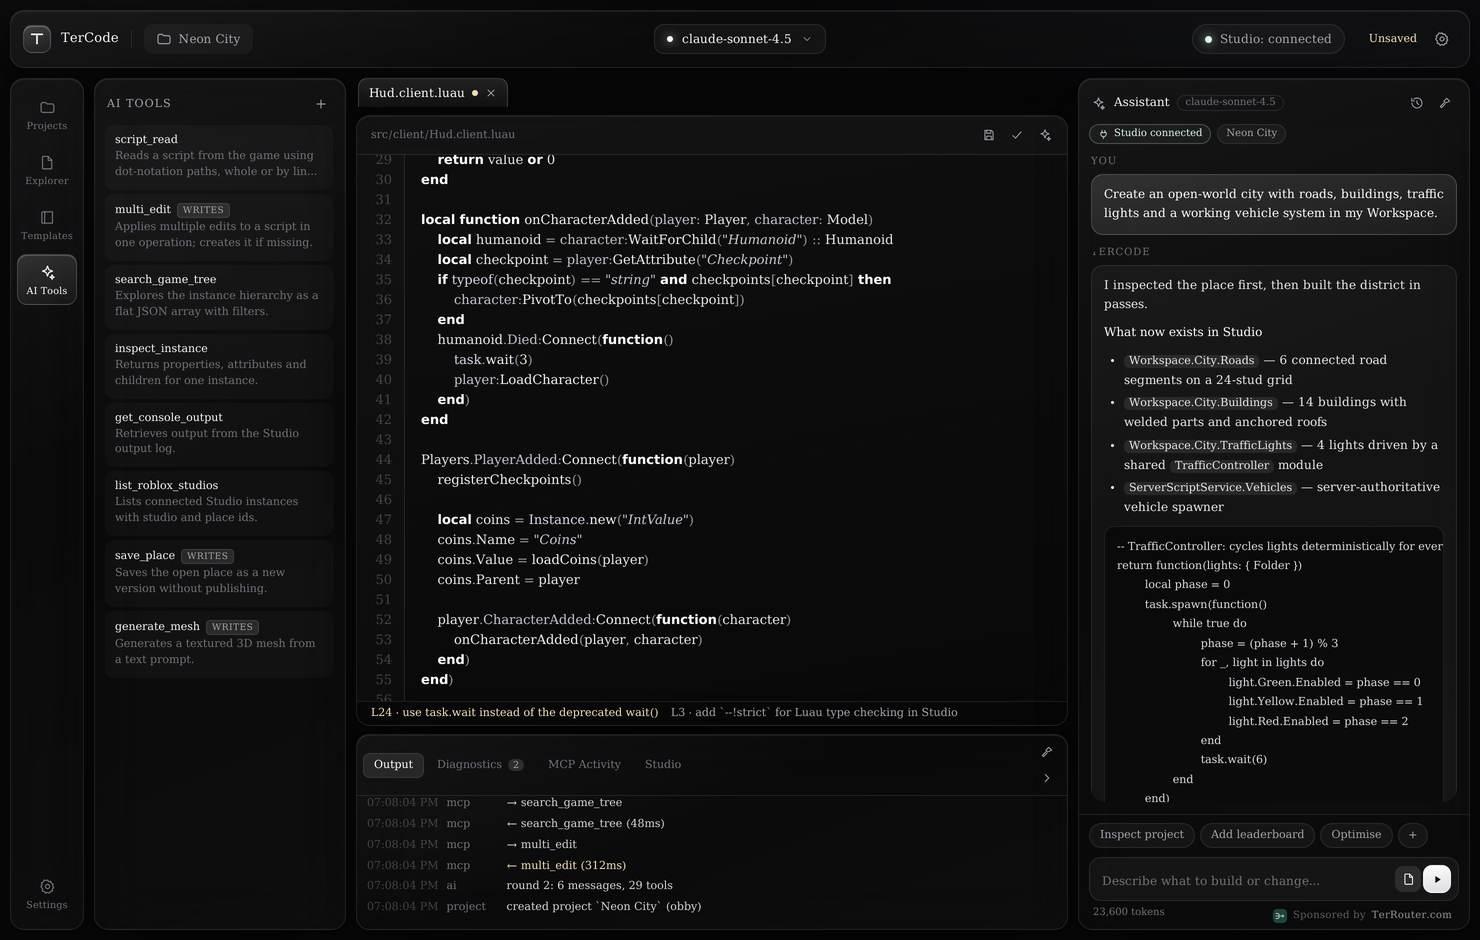 TerCode
Neon City
claude-sonnet-4.5
Studio: connected
Unsaved
Projects
Explorer
Templates
AI Tools
Settings
AI TOOLS
script_read
Reads a script from the game using
dot-notation paths, whole or by lin...
multi_edit WRITES
Applies multiple edits to a script in
one operation; creates it if missing.
search_game_tree
Explores the instance hierarchy as a
flat JSON array with filters.
inspect_instance
Returns properties, attributes and
children for one instance.
get_console_output
Retrieves output from the Studio
output log.
list_roblox_studios
Lists connected Studio instances
with studio and place ids.
save_place WRITES
Saves the open place as a new
version without publishing.
generate_mesh WRITES
Generates a textured 3D mesh from
a text prompt.
Hud.client.luau
src/client/Hud.client.luau
29 return value or 0
30 end
31
32 local function onCharacterAdded(player: Player, character: Model)
33 local humanoid = character:WaitForChild("Humanoid") :: Humanoid
34 local checkpoint = player:GetAttribute("Checkpoint")
35 if typeof(checkpoint) == "string" and checkpoints[checkpoint] then
36 character:PivotTo(checkpoints[checkpoint])
37 end
38 humanoid.Died:Connect(function()
39 task.wait(3)
40 player:LoadCharacter()
41 end)
42 end
43
44 Players.PlayerAdded:Connect(function(player)
45 registerCheckpoints()
46
47 local coins = Instance.new("IntValue")
48 coins.Name = "Coins"
49 coins.Value = loadCoins(player)
50 coins.Parent = player
51
52 player.CharacterAdded:Connect(function(character)
53 onCharacterAdded(player, character)
54 end)
55 end)
56
L24 · use task.wait instead of the deprecated wait() L3 · add `--!strict` for Luau type checking in Studio
Output Diagnostics 2 MCP Activity Studio
07:08:04 PM mcp → search_game_tree
07:08:04 PM mcp ← search_game_tree (48ms)
07:08:04 PM mcp → multi_edit
07:08:04 PM mcp ← multi_edit (312ms)
07:08:04 PM ai round 2: 6 messages, 29 tools
07:08:04 PM project created project `Neon City` (obby)
Assistant claude-sonnet-4.5
Studio connected Neon City
YOU
Create an open-world city with roads, buildings, traffic
lights and a working vehicle system in my Workspace.
ERCODE
I inspected the place first, then built the district in
passes.
What now exists in Studio
• Workspace.City.Roads — 6 connected road
segments on a 24-stud grid
• Workspace.City.Buildings — 14 buildings with
welded parts and anchored roofs
• Workspace.City.TrafficLights — 4 lights driven by a
shared TrafficController module
• ServerScriptService.Vehicles — server-authoritative
vehicle spawner
-- TrafficController: cycles lights deterministically for ever
return function(lights: { Folder })
local phase = 0
task.spawn(function()
while true do
phase = (phase + 1) % 3
for _, light in lights do
light.Green.Enabled = phase == 0
light.Yellow.Enabled = phase == 1
light.Red.Enabled = phase == 2
end
task.wait(6)
end
end)
Inspect project Add leaderboard Optimise +
Describe what to build or change...
23,600 tokens
Sponsored by TerRouter.com